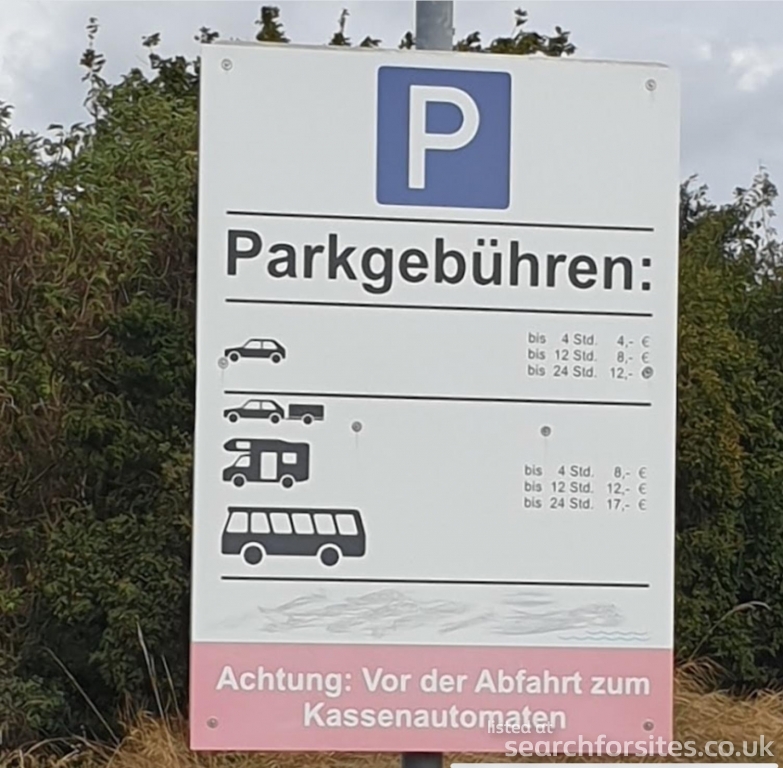 P
Parkgebühren:
bis 4 Std. 4,- €
bis 12 Std. 8,- €
bis 24 Std. 12,- €
bis 4 Std. 8,- €
bis 12 Std. 12,- €
bis 24 Std. 17,- €
Achtung: Vor der Abfahrt zum
Kassenautomaten
listed at
searchforsites.co.uk